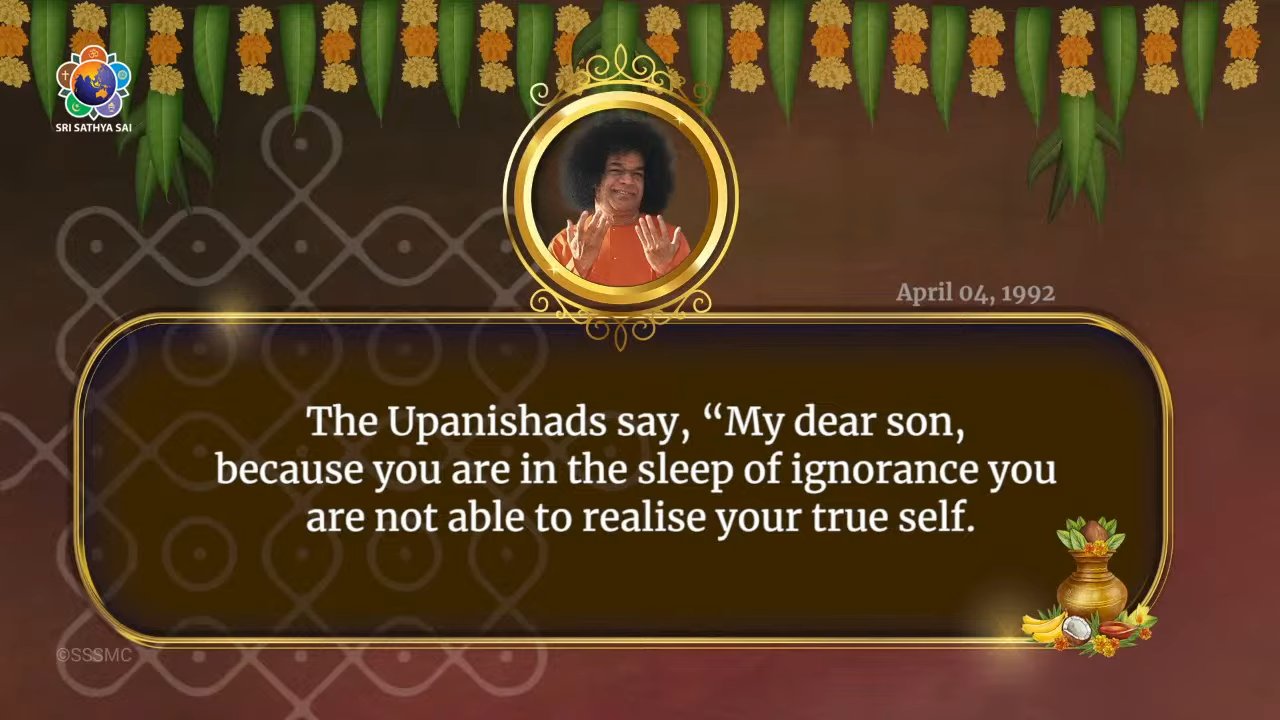 SRI SATHYA SAI
April 04, 1992
The Upanishads say, “My dear son,
because you are in the sleep of ignorance you
are not able to realise your true self.
©SSSMC